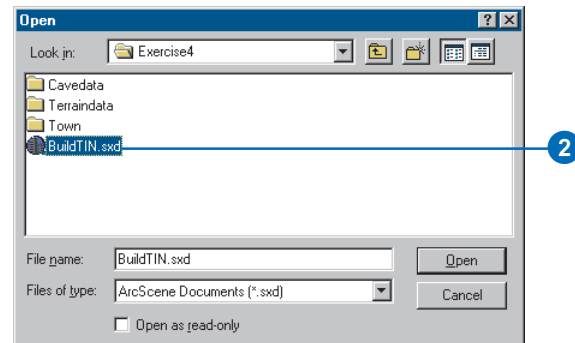 Open
Look in: Exercise4
Cavedata
Terraindata
Town
BuildTIN.sxd
2
File name: BuildTIN.sxd Open
Files of type: ArcScene Documents (*.sxd) Cancel
Open as read-only